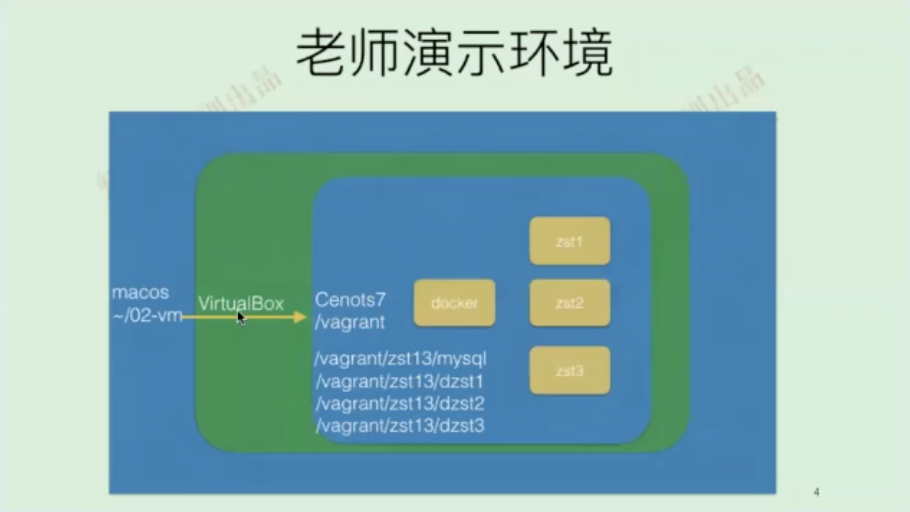 老师演示环境
macos
~/02-vm
VirtualBox
Cenots7
/vagrant
docker
zst1
zst2
zst3
/vagrant/zst13/mysql
/vagrant/zst13/dzst1
/vagrant/zst13/dzst2
/vagrant/zst13/dzst3
4